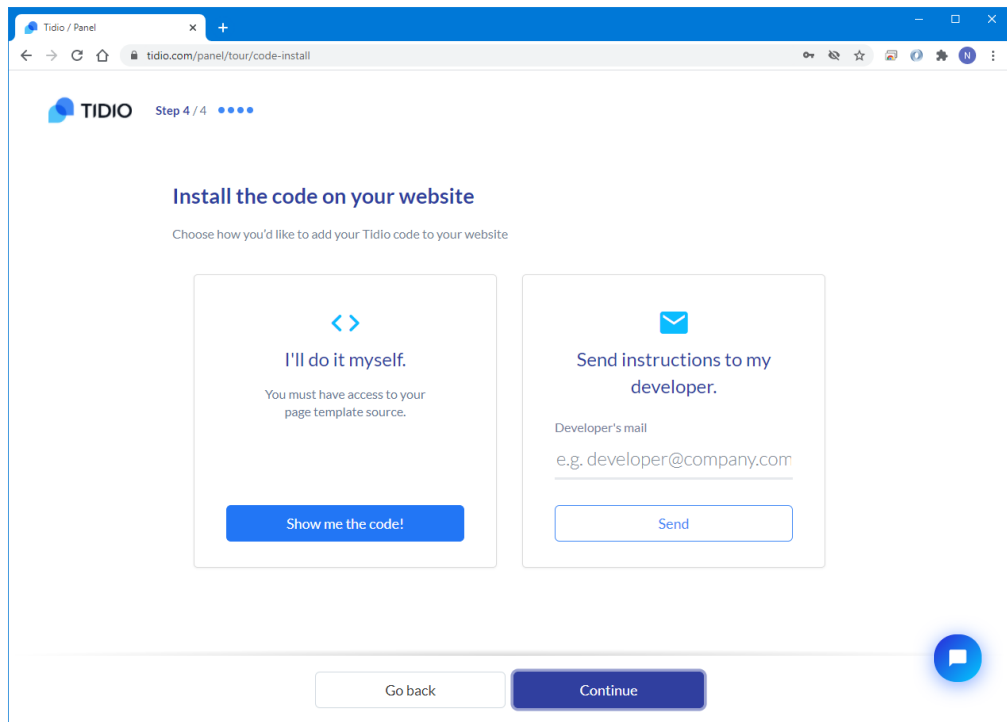 Tidio / Panel
tidio.com/panel/tour/code-install
N
TIDIO
Step 4 / 4
Install the code on your website
Choose how you'd like to add your Tidio code to your website
I'll do it myself.
You must have access to your
page template source.
Show me the code!
Send instructions to my
developer.
Developer's mail
e.g. developer@company.com
Send
Go back
Continue